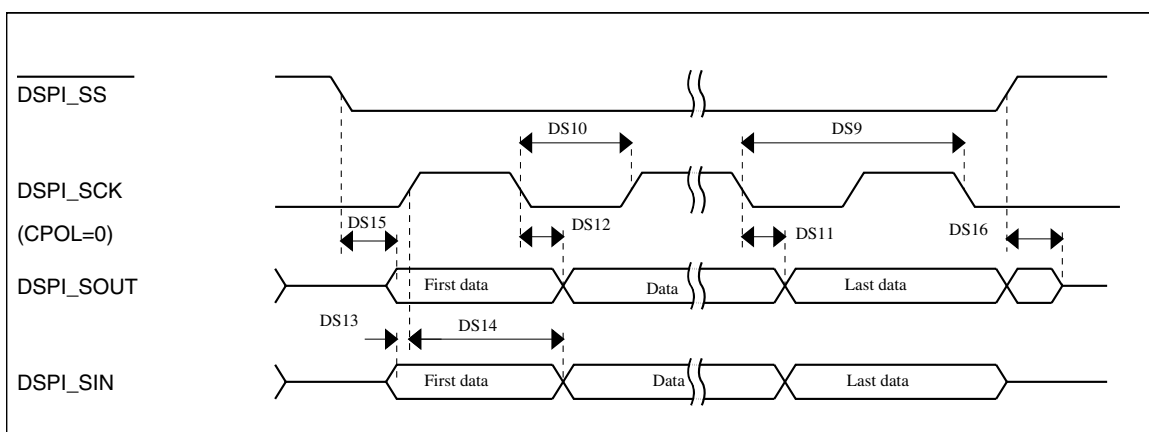 DSPI_SS
DS10
DS9
DSPI_SCK
(CPOL=0)
DS15
DS12
DS11
DS16
DSPI_SOUT
First data
Data
Last data
DS13
DS14
DSPI_SIN
First data
Data
Last data